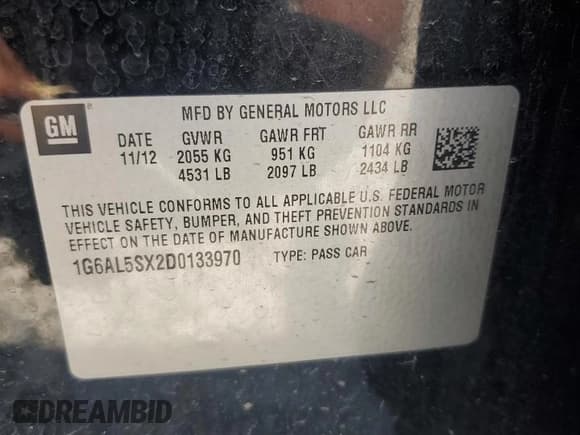 GM ®
MFD BY GENERAL MOTORS LLC
DATE GVWR GAWR FRT GAWR RR
11/12 2055 KG 951 KG 1104 KG
4531 LB 2097 LB 2434 LB
THIS VEHICLE CONFORMS TO ALL APPLICABLE U.S. FEDERAL MOTOR
VEHICLE SAFETY, BUMPER, AND THEFT PREVENTION STANDARDS IN
EFFECT ON THE DATE OF MANUFACTURE SHOWN ABOVE.
1G6AL5SX2D0133970 TYPE: PASS CAR
DREAMBID